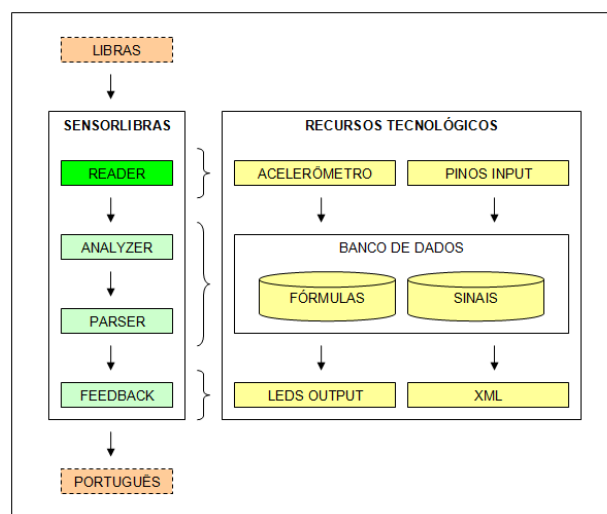 LIBRAS
SENSORLIBRAS
READER
ANALYZER
PARSER
FEEDBACK
PORTUGUÊS
RECURSOS TECNOLÓGICOS
ACELERÔMETRO
PINOS INPUT
BANCO DE DADOS
FÓRMULAS
SINAIS
LEDS OUTPUT
XML